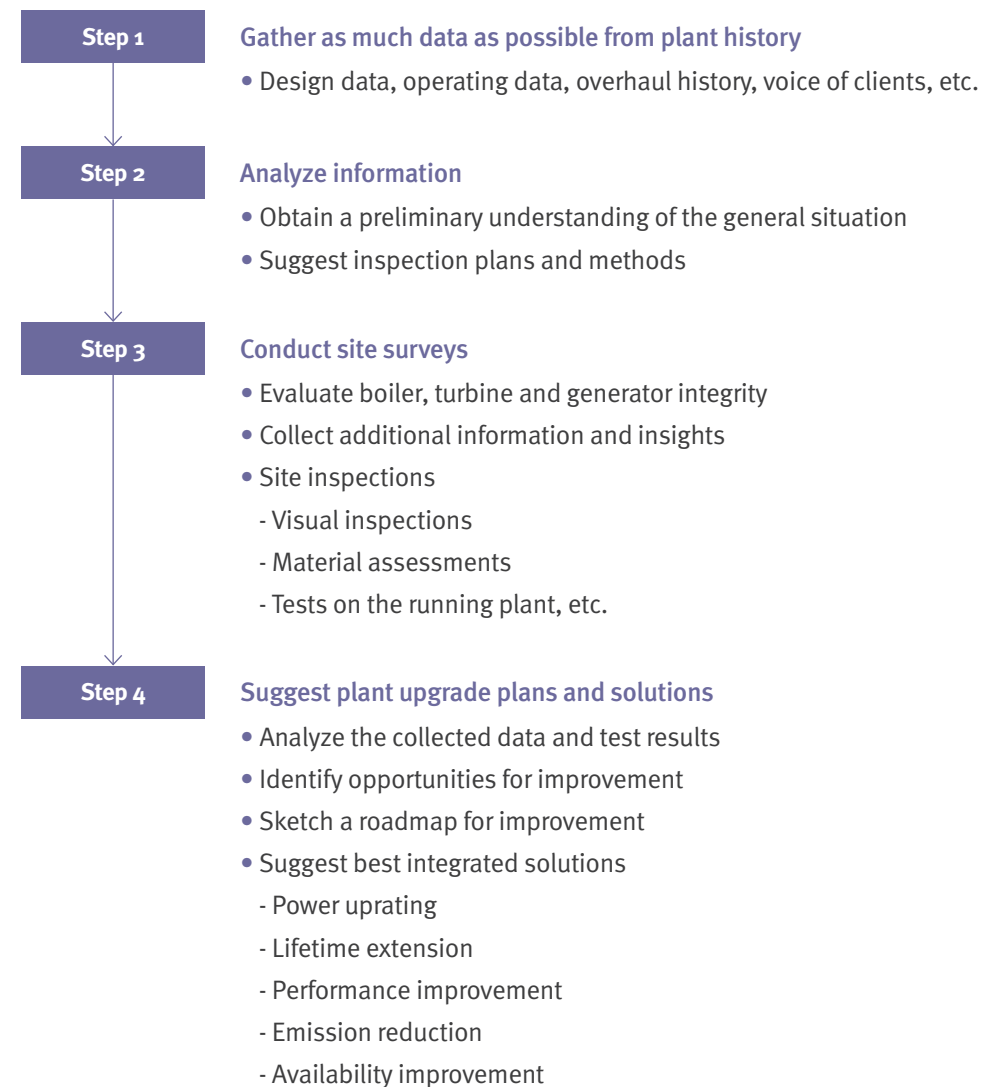 Step 1
Gather as much data as possible from plant history
• Design data, operating data, overhaul history, voice of clients, etc.
Step 2
Analyze information
• Obtain a preliminary understanding of the general situation
• Suggest inspection plans and methods
Step 3
Conduct site surveys
• Evaluate boiler, turbine and generator integrity
• Collect additional information and insights
• Site inspections
- Visual inspections
- Material assessments
- Tests on the running plant, etc.
Step 4
Suggest plant upgrade plans and solutions
• Analyze the collected data and test results
• Identify opportunities for improvement
• Sketch a roadmap for improvement
• Suggest best integrated solutions
- Power uprating
- Lifetime extension
- Performance improvement
- Emission reduction
- Availability improvement